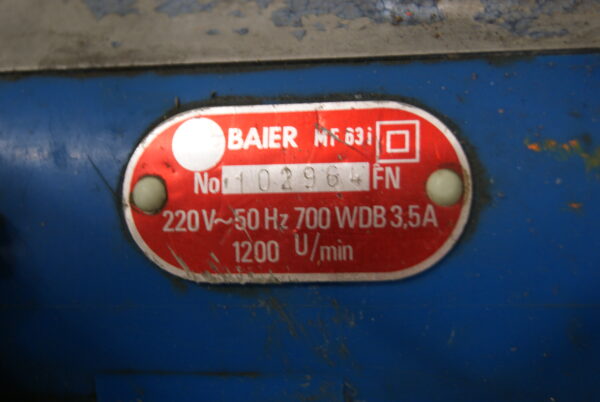 BAIER MF 63 i
No 102964 FN
220 V~50 Hz 700 WDB 3,5A
1200 U/min